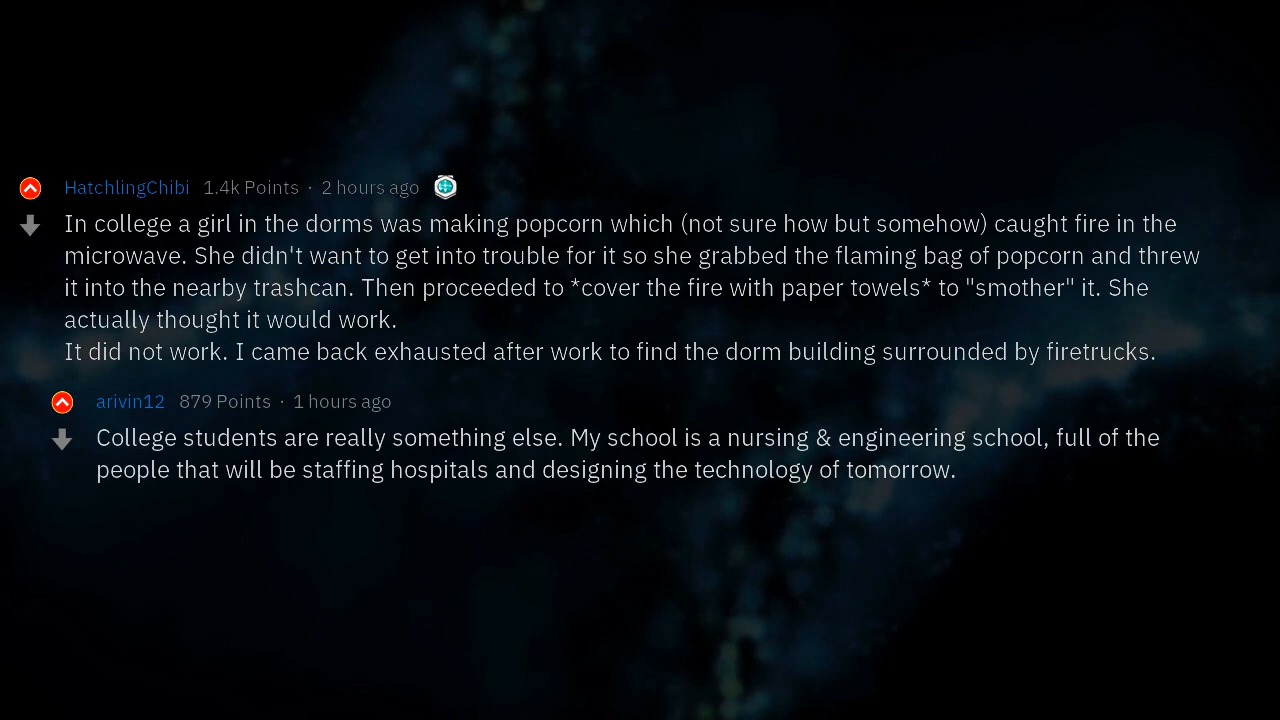 HatchlingChibi 1.4k Points · 2 hours ago
In college a girl in the dorms was making popcorn which (not sure how but somehow) caught fire in the
microwave. She didn't want to get into trouble for it so she grabbed the flaming bag of popcorn and threw
it into the nearby trashcan. Then proceeded to *cover the fire with paper towels* to "smother" it. She
actually thought it would work.
It did not work. I came back exhausted after work to find the dorm building surrounded by firetrucks.
arivin12 879 Points · 1 hours ago
College students are really something else. My school is a nursing & engineering school, full of the
people that will be staffing hospitals and designing the technology of tomorrow.